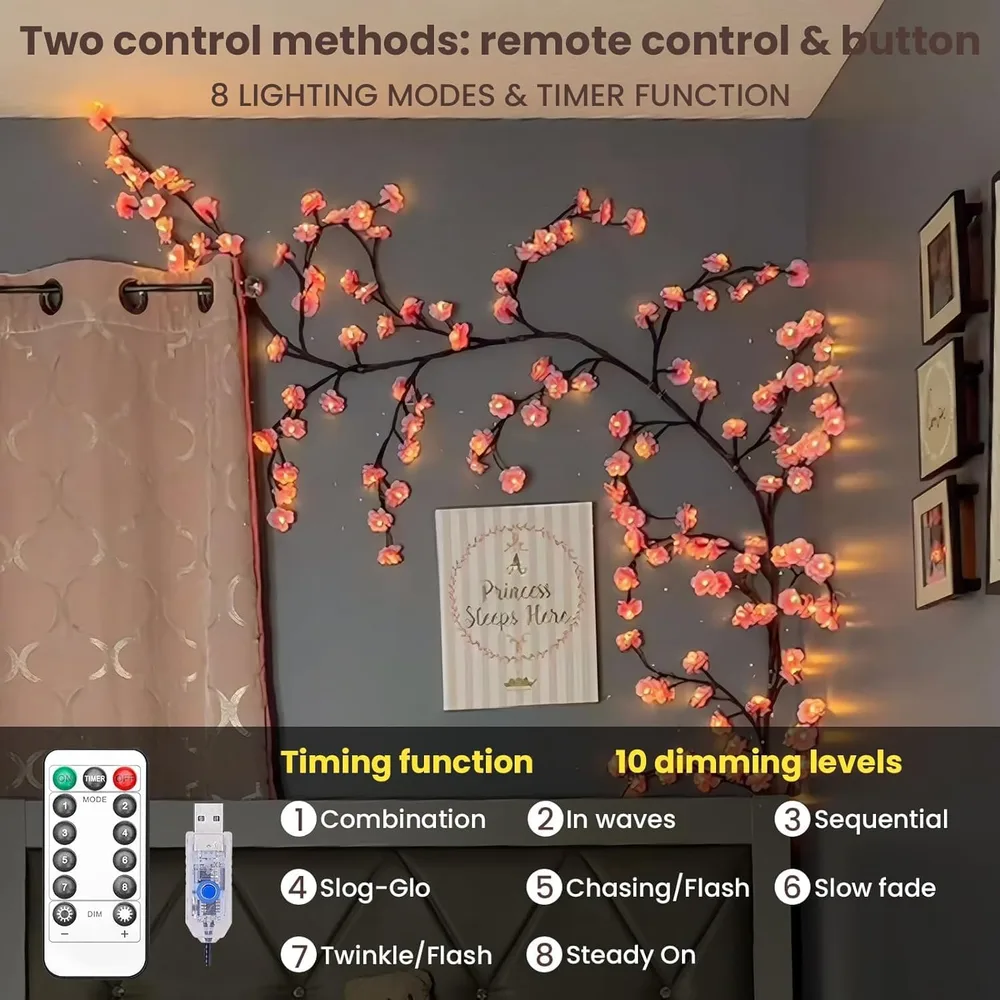 Two control methods: remote control & button
8 LIGHTING MODES & TIMER FUNCTION
A
Princess
Sleeps Here
Timing function
10 dimming levels
1 Combination
2 In waves
3 Sequential
4 Slog-Glo
5 Chasing/Flash
6 Slow fade
7 Twinkle/Flash
8 Steady On
ON TIMER OFF
MODE
1 2
3 4
5 6
7 8
DIM
− +